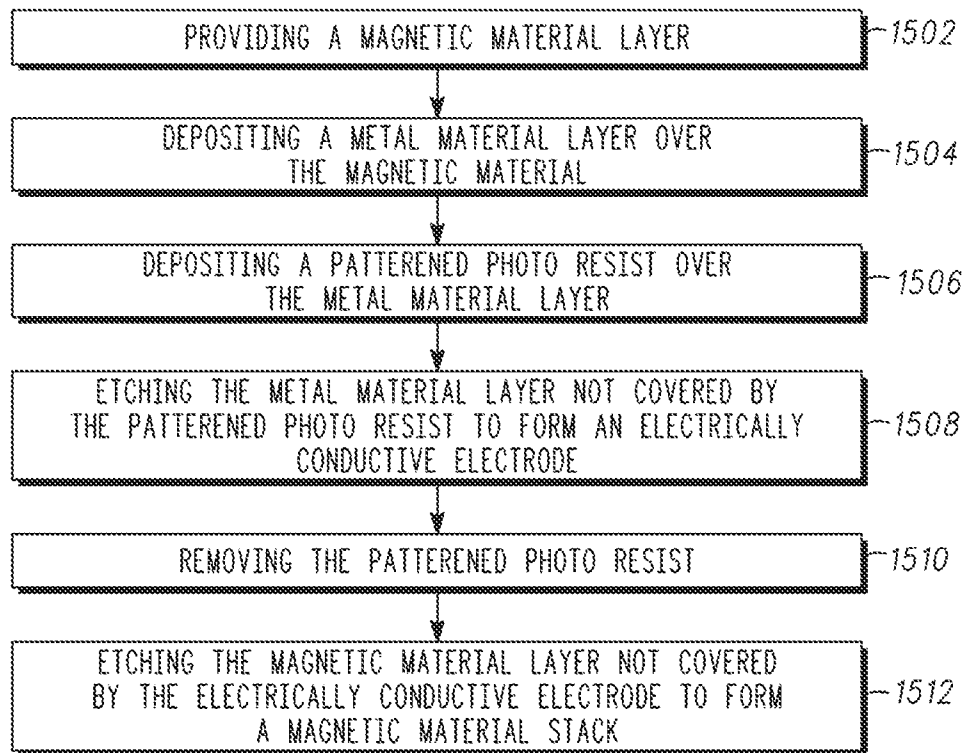 PROVIDING A MAGNETIC MATERIAL LAYER
1502
DEPOSITING A METAL MATERIAL LAYER OVER
THE MAGNETIC MATERIAL
1504
DEPOSITING A PATTERENED PHOTO RESIST OVER
THE METAL MATERIAL LAYER
1506
ETCHING THE METAL MATERIAL LAYER NOT COVERED BY
THE PATTERENED PHOTO RESIST TO FORM AN ELECTRICALLY
CONDUCTIVE ELECTRODE
1508
REMOVING THE PATTERENED PHOTO RESIST
1510
ETCHING THE MAGNETIC MATERIAL LAYER NOT COVERED
BY THE ELECTRICALLY CONDUCTIVE ELECTRODE TO FORM
A MAGNETIC MATERIAL STACK
1512